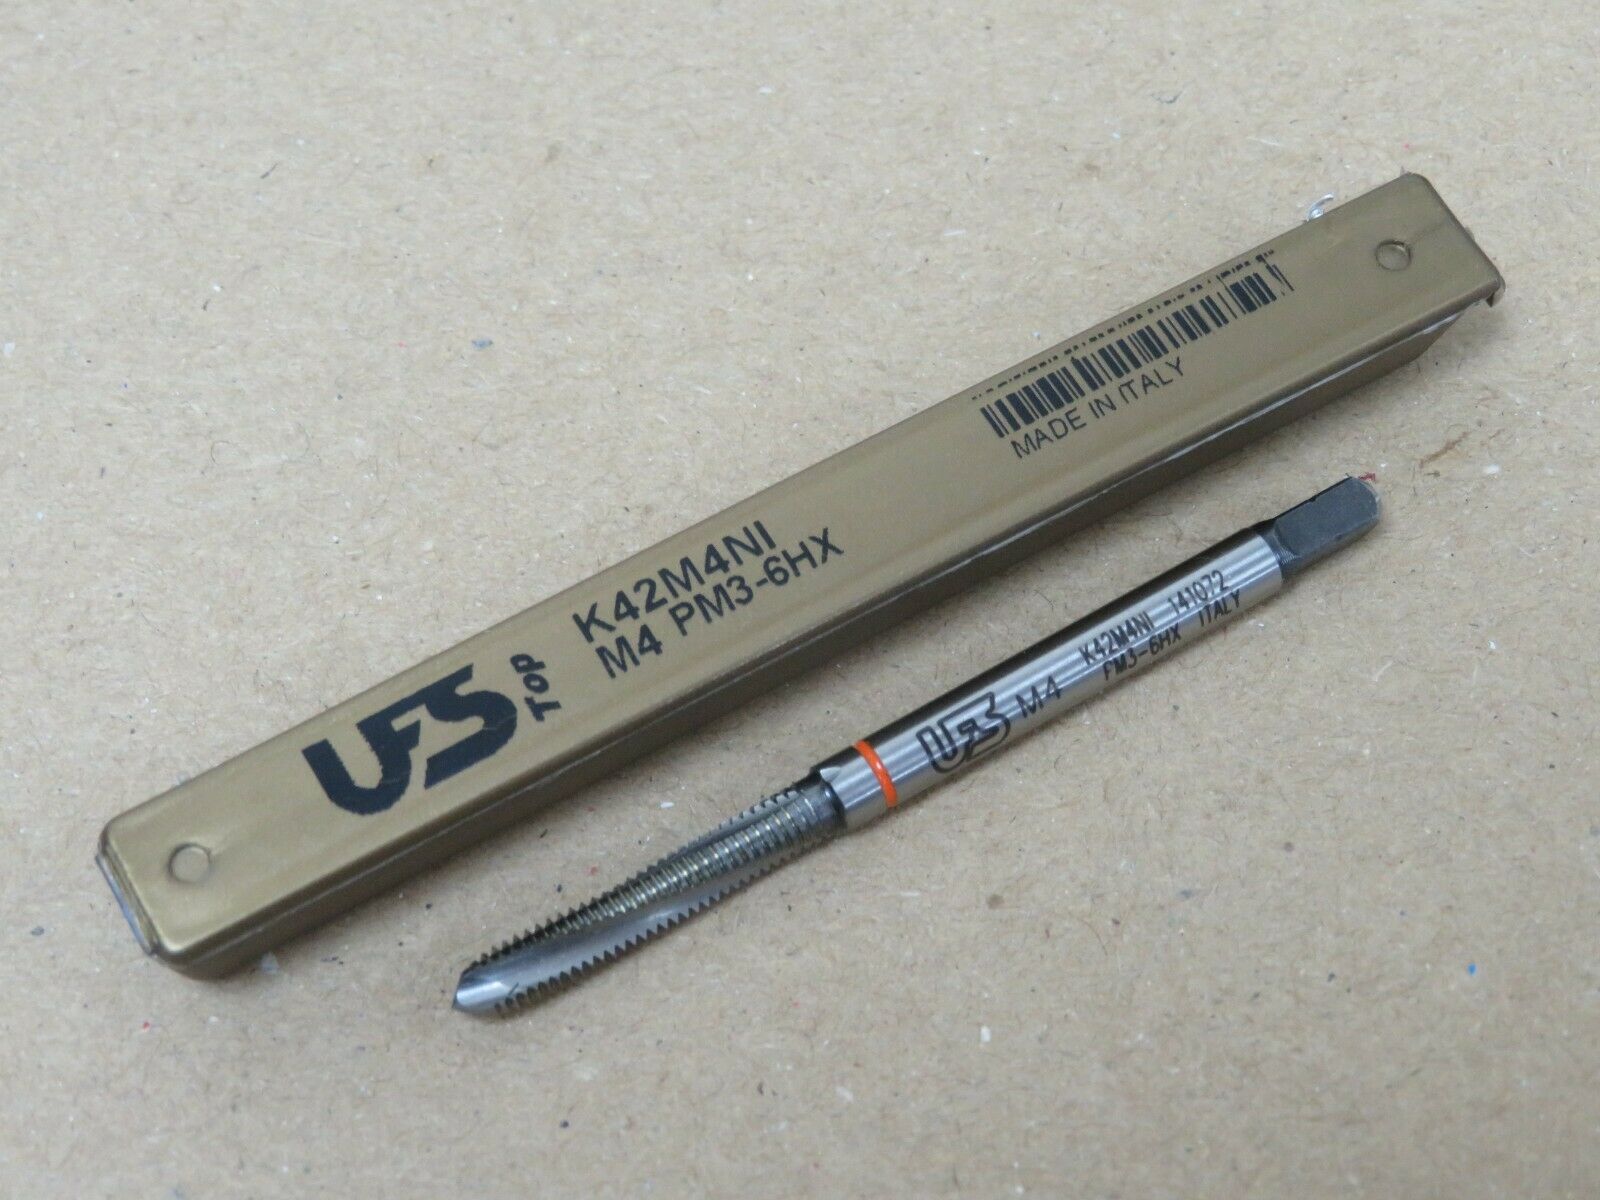 UFS
TOP
K42M4NI
M4 PM3-6HX
MADE IN ITALY
UFS M4
K42M4NI 141072
PM3-6HX ITALY